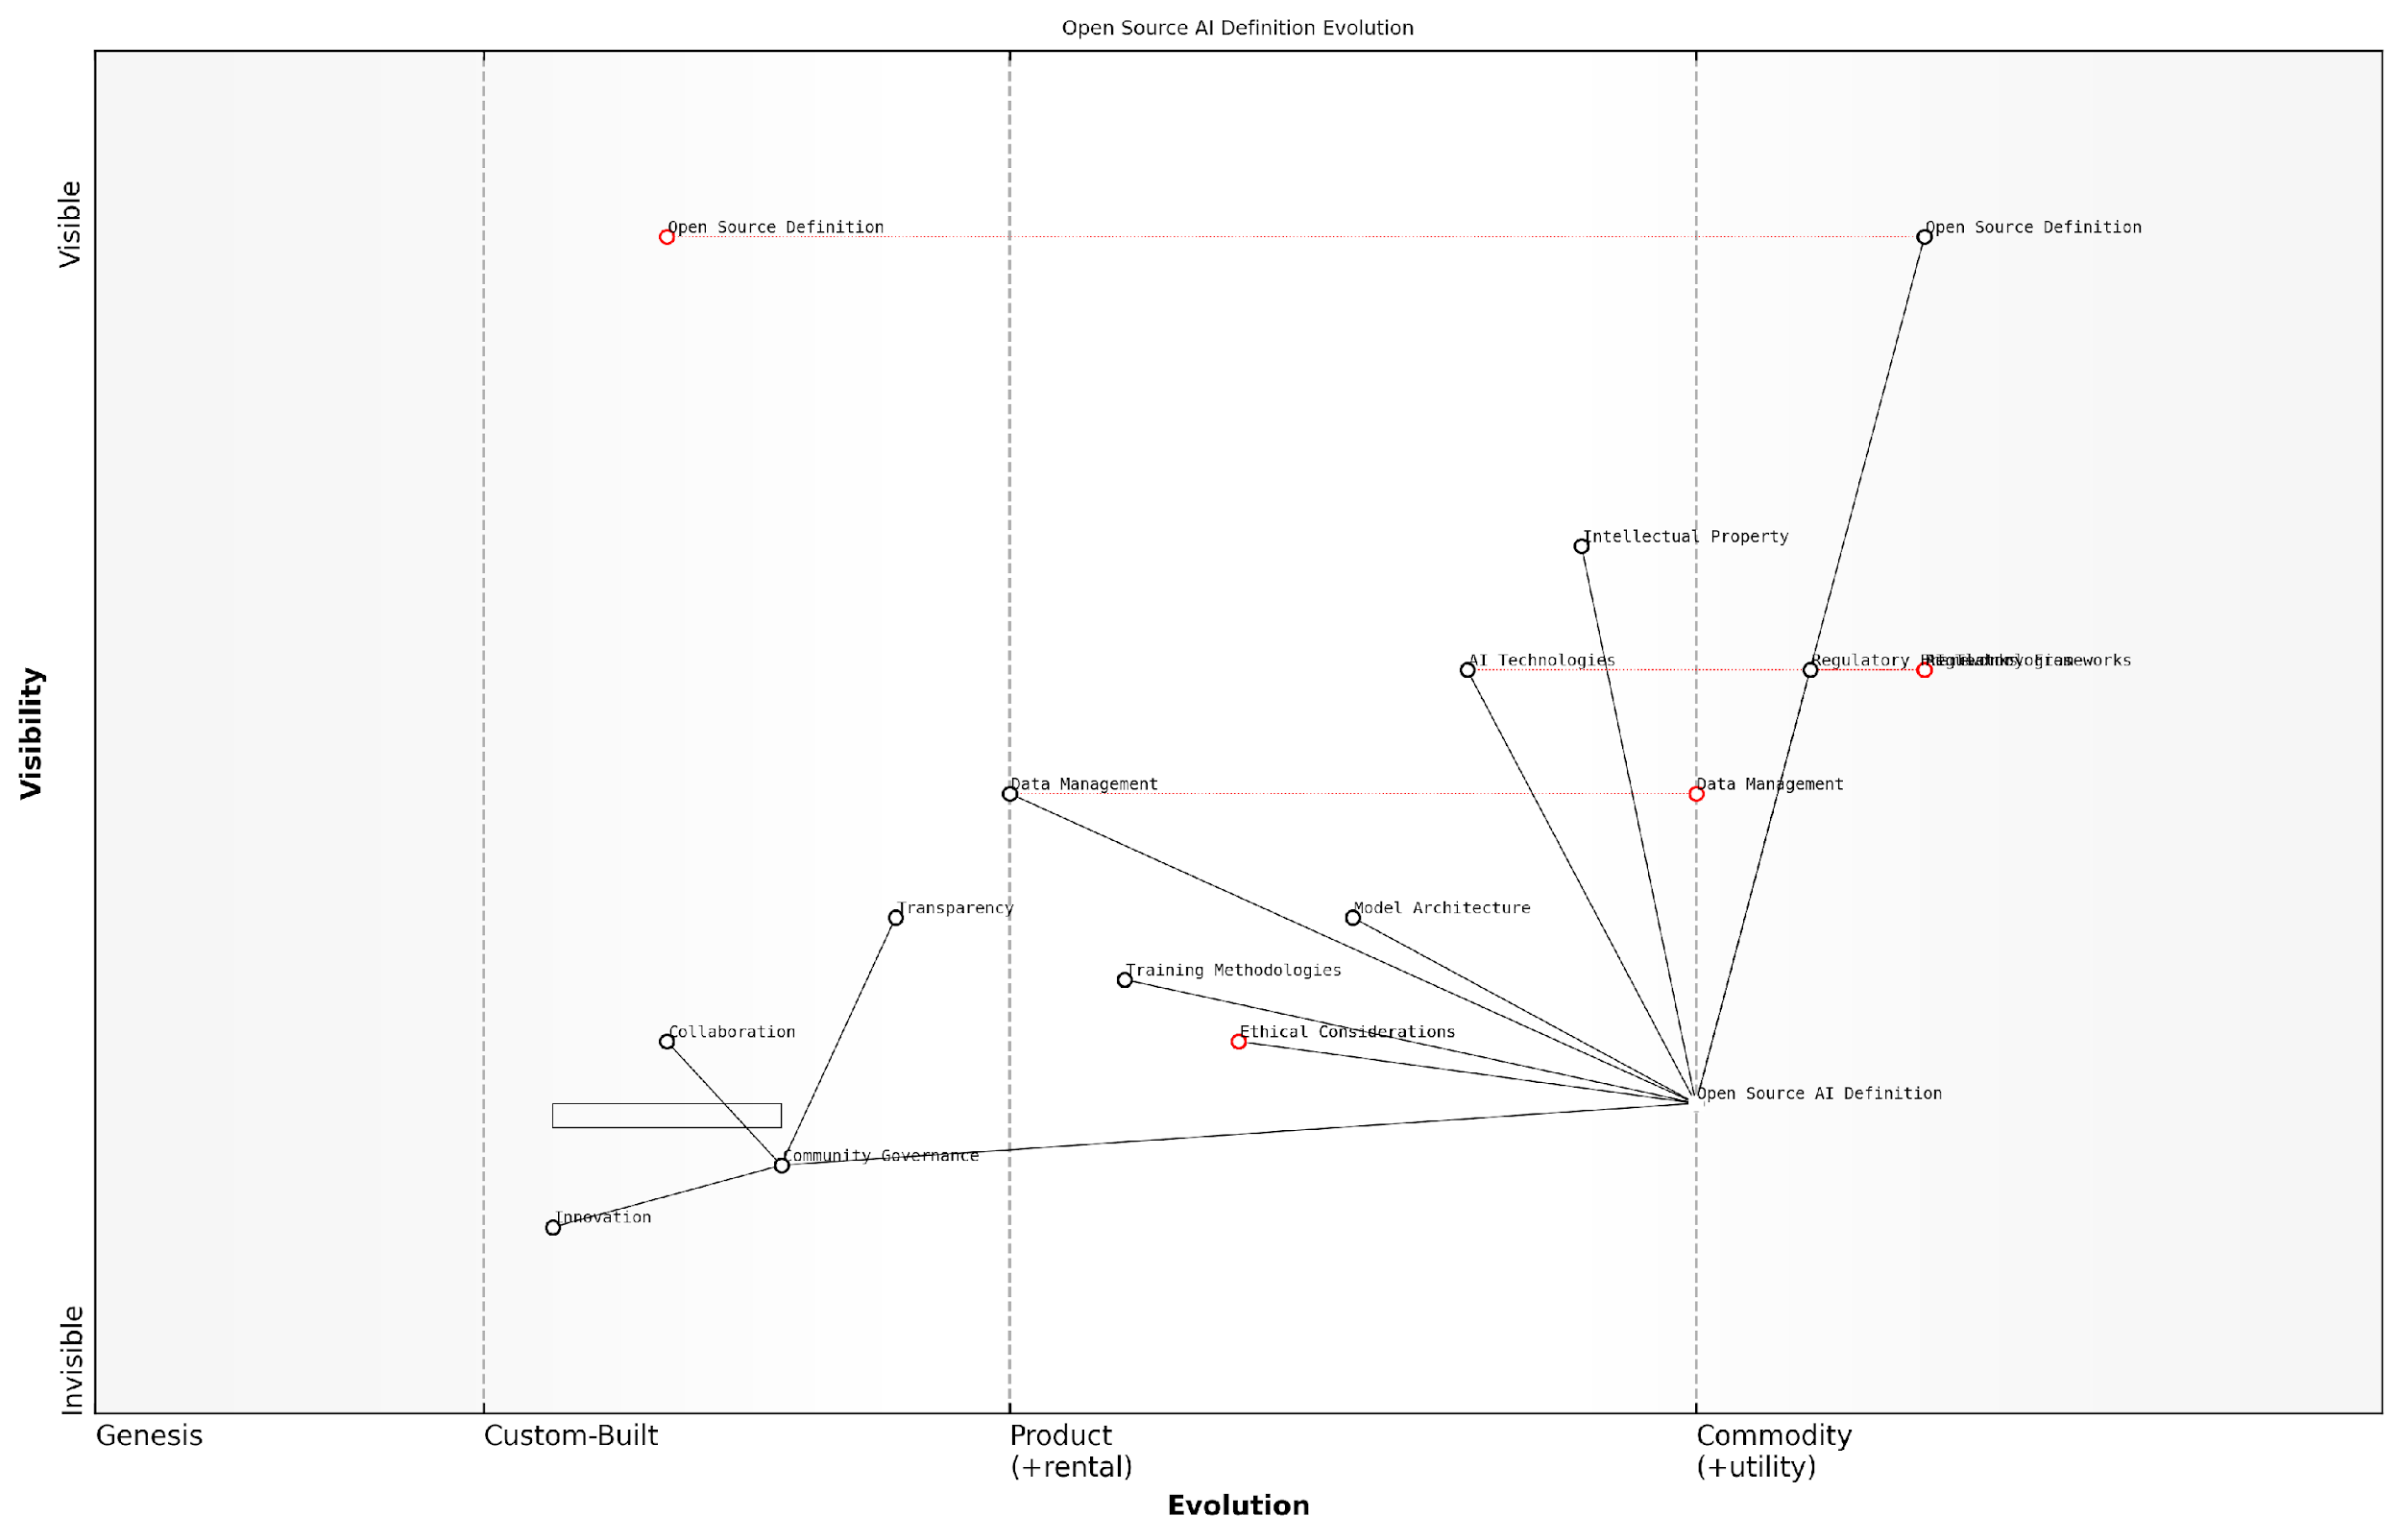 Open Source AI Definition Evolution
Visible
Open Source Definition
Open Source Definition
Intellectual Property
AI Technologies
Regulatory
Frameworks
Visibility
Data Management
Data Management
Transparency
Model Architecture
Training Methodologies
Collaboration
Ethical Considerations
Open Source AI Definition
Community Governance
Innovation
Invisible
Genesis
Custom-Built
Product
(+rental)
Commodity
(+utility)
Evolution